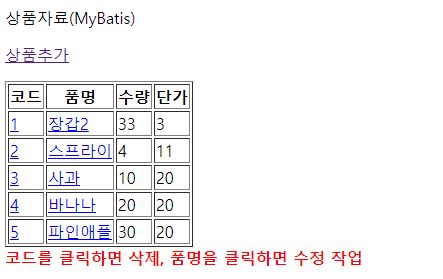 상품자료(MyBatis)
상품추가
코드 품명 수량 단가
1 장갑2 33 3
2 스프라이 4 11
3 사과 10 20
4 바나나 20 20
5 파인애플 30 20
코드를 클릭하면 삭제, 품명을 클릭하면 수정 작업